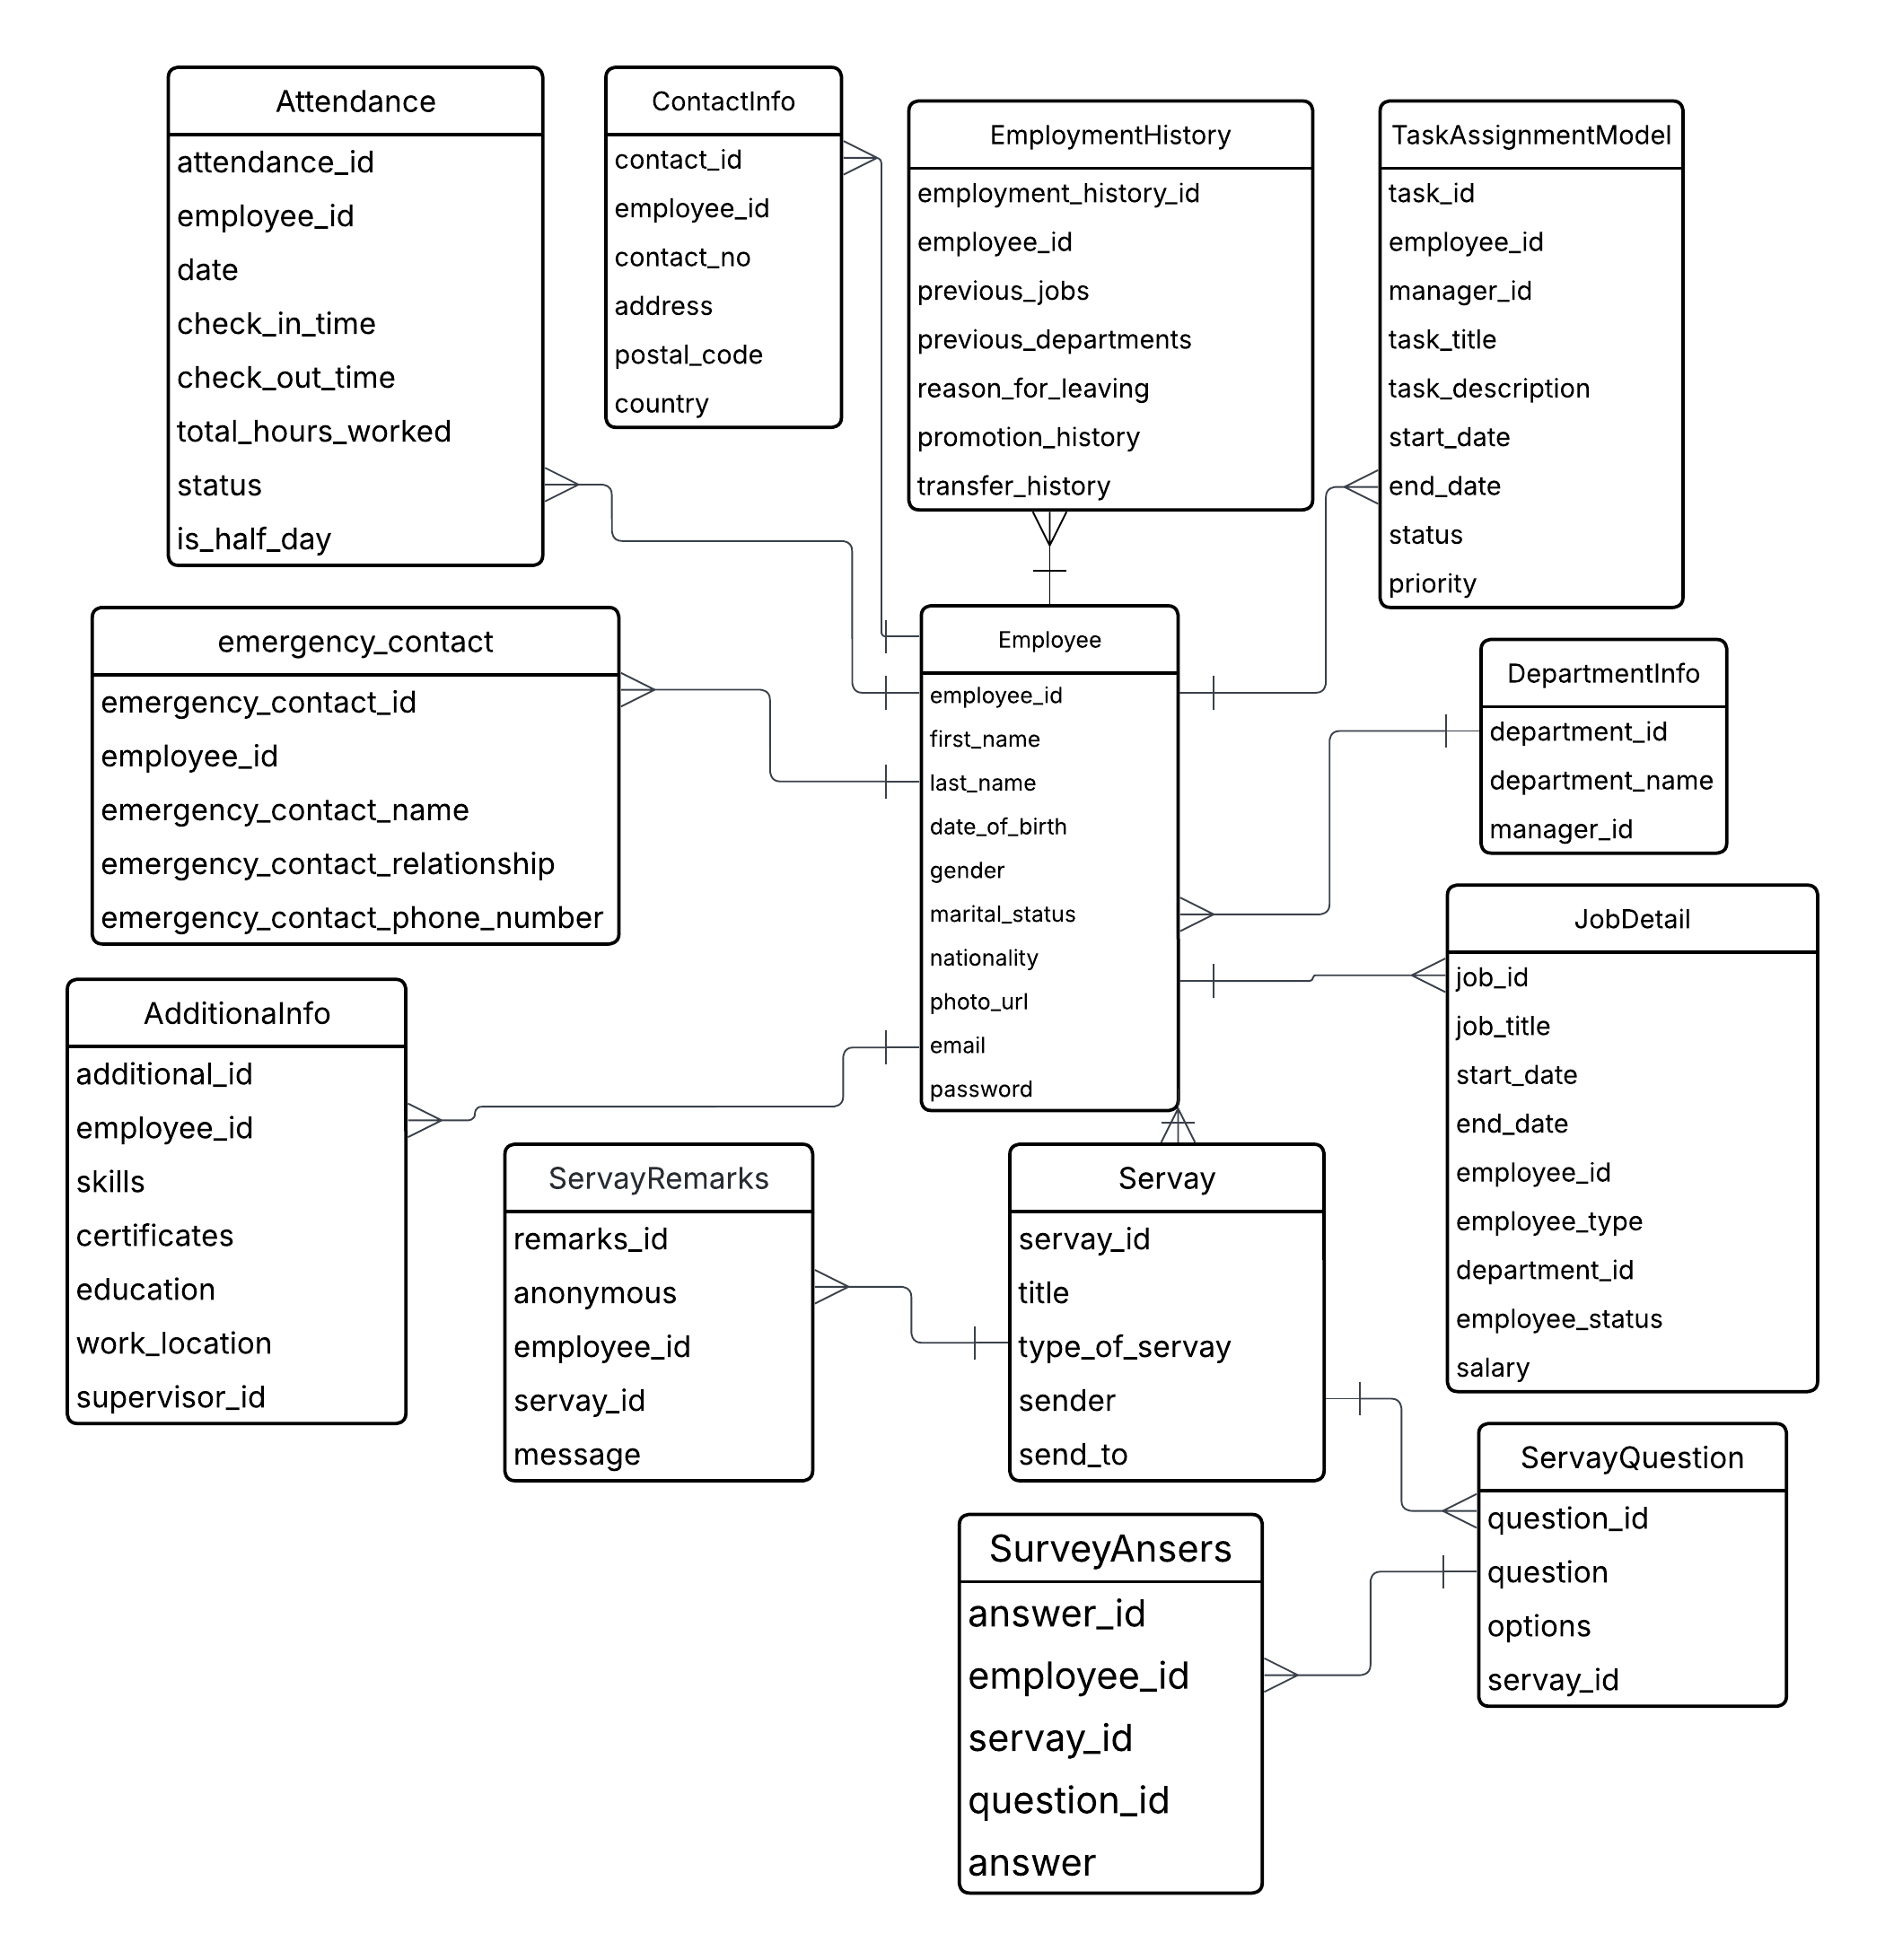 Attendance
attendance_id
employee_id
date
check_in_time
check_out_time
total_hours_worked
status
is_half_day
ContactInfo
contact_id
employee_id
contact_no
address
postal_code
country
EmploymentHistory
employment_history_id
employee_id
previous_jobs
previous_departments
reason_for_leaving
promotion_history
transfer_history
TaskAssignmentModel
task_id
employee_id
manager_id
task_title
task_description
start_date
end_date
status
priority
emergency_contact
emergency_contact_id
employee_id
emergency_contact_name
emergency_contact_relationship
emergency_contact_phone_number
Employee
employee_id
first_name
last_name
date_of_birth
gender
marital_status
nationality
photo_url
email
password
DepartmentInfo
department_id
department_name
manager_id
JobDetail
job_id
job_title
start_date
end_date
employee_id
employee_type
department_id
employee_status
salary
AdditionaInfo
additional_id
employee_id
skills
certificates
education
work_location
supervisor_id
ServayRemarks
remarks_id
anonymous
employee_id
servay_id
message
Servay
servay_id
title
type_of_servay
sender
send_to
ServayQuestion
question_id
question
options
servay_id
SurveyAnsers
answer_id
employee_id
servay_id
question_id
answer